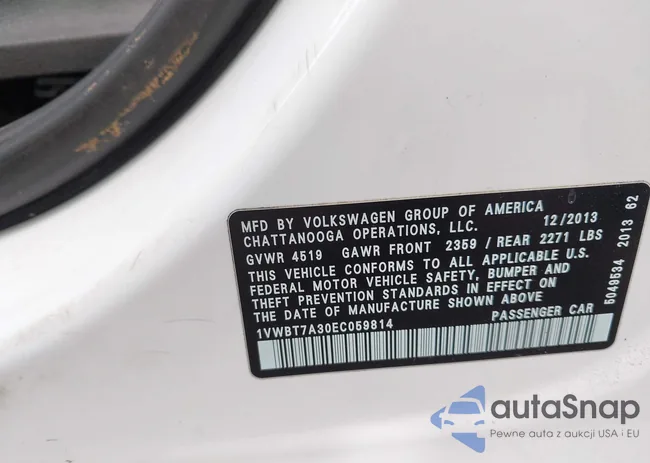 MFD BY VOLKSWAGEN GROUP OF AMERICA
CHATTANOOGA OPERATIONS, LLC. 12/2013
GVWR 4519 GAWR FRONT 2359 / REAR 2271 LBS
THIS VEHICLE CONFORMS TO ALL APPLICABLE U.S.
FEDERAL MOTOR VEHICLE SAFETY, BUMPER AND
THEFT PREVENTION STANDARDS IN EFFECT ON
THE DATE OF MANUFACTURE SHOWN ABOVE
1VWBT7A30EC059814 PASSENGER CAR
5049534 2013 62
autaSnap
Pewne auta z aukcji USA i EU